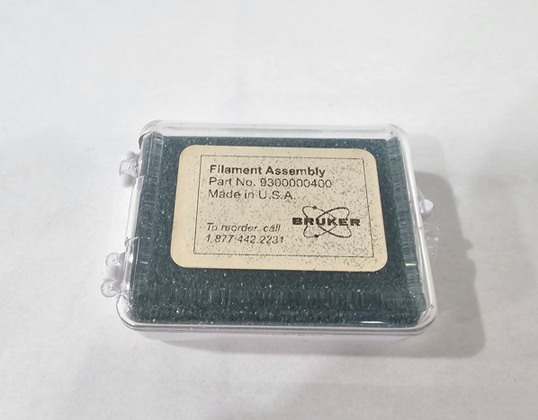 Filament Assembly
Part No. 9300000400
Made in U.S.A.
To reorder, call
1.877.442.2231
BRUKER